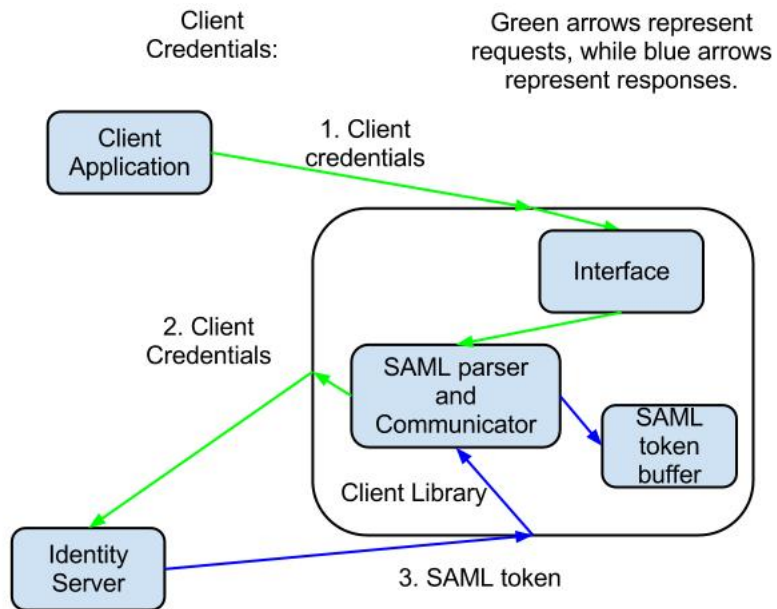 Client
Credentials:
Green arrows represent
requests, while blue arrows
represent responses.
Client
Application
1. Client
credentials
Interface
2. Client
Credentials
SAML parser
and
Communicator
SAML
token
buffer
Client Library
Identity
Server
3. SAML token